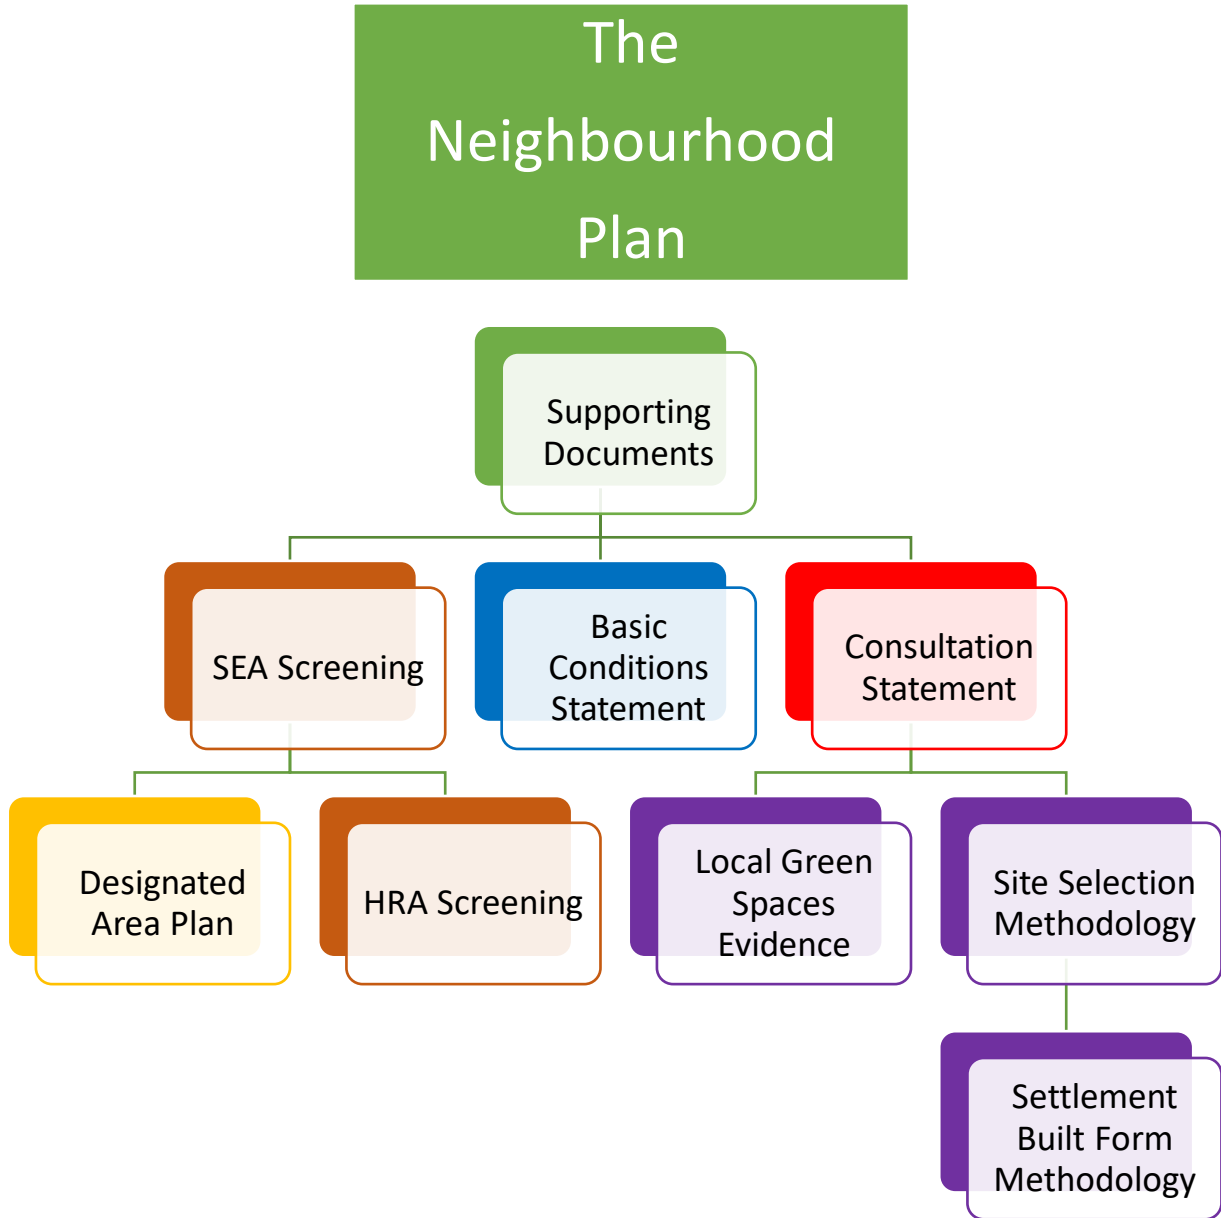 The
Neighbourhood
Plan
Supporting
Documents
SEA Screening
Basic
Conditions
Statement
Consultation
Statement
Designated
Area Plan
HRA Screening
Local Green
Spaces
Evidence
Site Selection
Methodology
Settlement
Built Form
Methodology